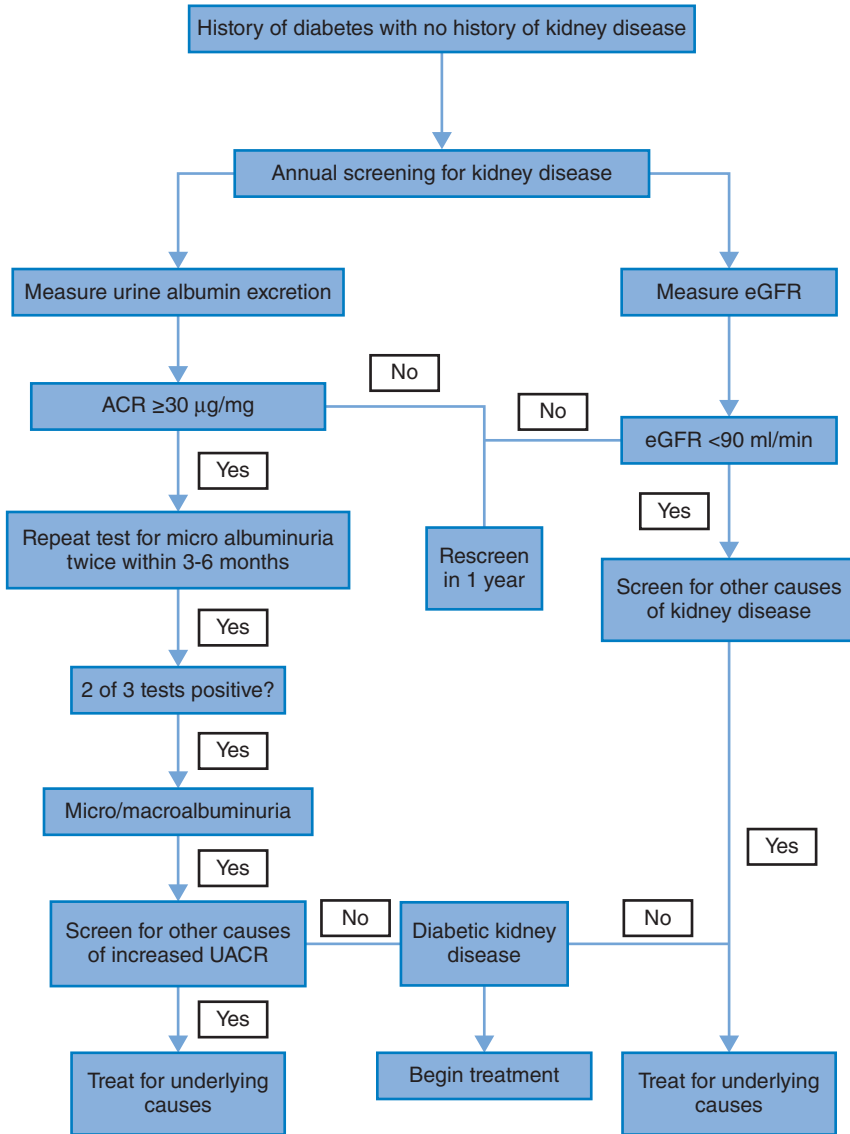 History of diabetes with no history of kidney disease
Annual screening for kidney disease
Measure urine albumin excretion
Measure eGFR
No
ACR ≥30 μg/mg
No
eGFR <90 ml/min
Yes
Yes
Repeat test for micro albuminuria
twice within 3-6 months
Rescreen
in 1 year
Screen for other causes
of kidney disease
Yes
2 of 3 tests positive?
Yes
Micro/macroalbuminuria
Yes
Yes
Screen for other causes
of increased UACR
No
Diabetic kidney
disease
No
Yes
Treat for underlying
causes
Begin treatment
Treat for underlying
causes